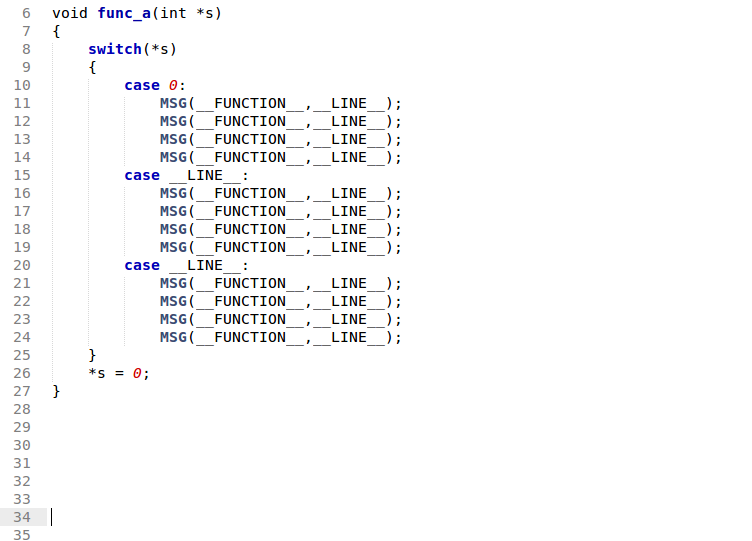 6 void func_a(int *s)
7 {
8 switch(*s)
9 {
10 case 0:
11 MSG(__FUNCTION__,__LINE__);
12 MSG(__FUNCTION__,__LINE__);
13 MSG(__FUNCTION__,__LINE__);
14 MSG(__FUNCTION__,__LINE__);
15 case __LINE__:
16 MSG(__FUNCTION__,__LINE__);
17 MSG(__FUNCTION__,__LINE__);
18 MSG(__FUNCTION__,__LINE__);
19 MSG(__FUNCTION__,__LINE__);
20 case __LINE__:
21 MSG(__FUNCTION__,__LINE__);
22 MSG(__FUNCTION__,__LINE__);
23 MSG(__FUNCTION__,__LINE__);
24 MSG(__FUNCTION__,__LINE__);
25 }
26 *s = 0;
27 }
28
29
30
31
32
33
34
35